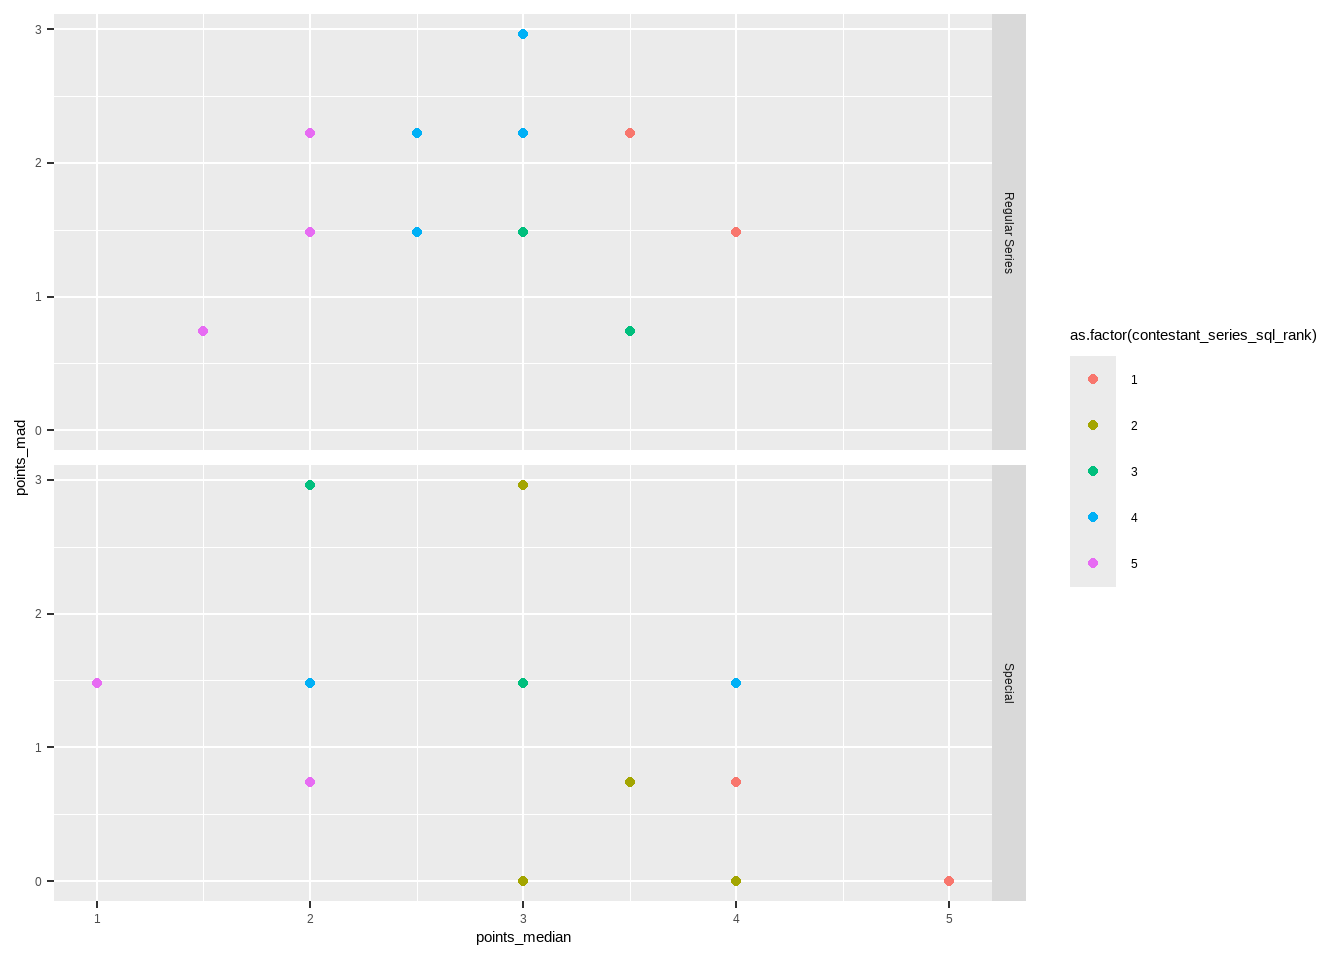 3
2
1
0
Regular Series
3
2
1
0
Special
1 2 3 4 5
points_median
points_mad
as.factor(contestant_series_sql_rank)
1
2
3
4
5